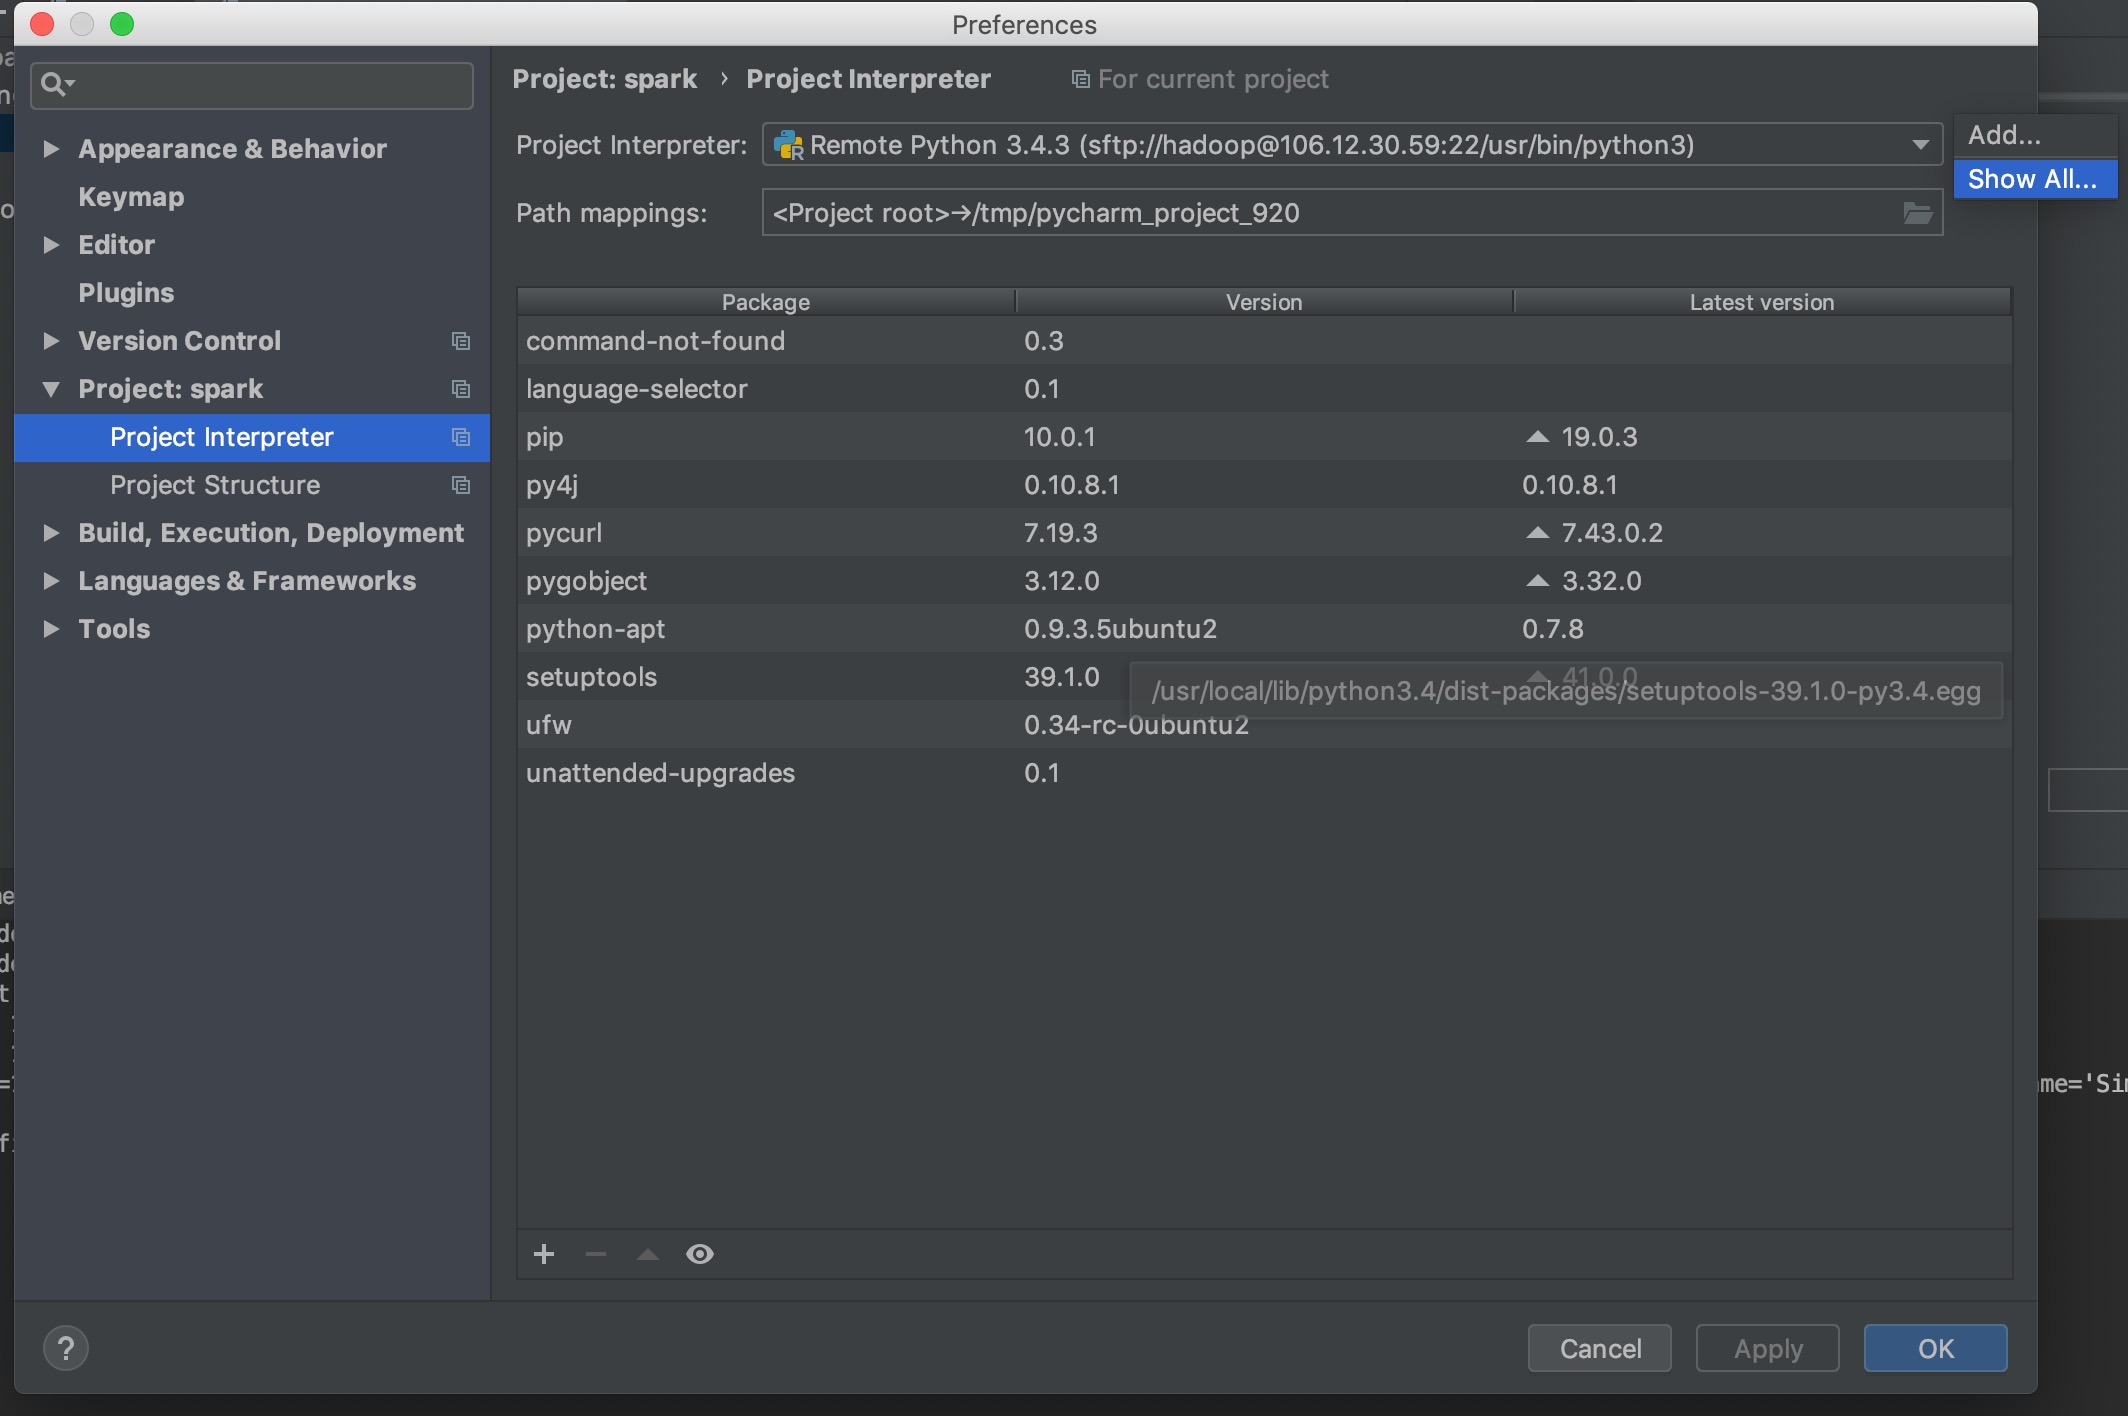 Preferences
Project: spark › Project Interpreter For current project
Project Interpreter: Remote Python 3.4.3 (sftp://hadoop@106.12.30.59:22/usr/bin/python3)
Add...
Show All...
Path mappings: <Project root>→/tmp/pycharm_project_920
Appearance & Behavior
Keymap
Editor
Plugins
Version Control
Project: spark
Project Interpreter
Project Structure
Build, Execution, Deployment
Languages & Frameworks
Tools
Package Version Latest version
command-not-found 0.3
language-selector 0.1
pip 10.0.1 19.0.3
py4j 0.10.8.1 0.10.8.1
pycurl 7.19.3 7.43.0.2
pygobject 3.12.0 3.32.0
python-apt 0.9.3.5ubuntu2 0.7.8
setuptools 39.1.0 41.0.0
/usr/local/lib/python3.4/dist-packages/setuptools-39.1.0-py3.4.egg
ufw 0.34-rc-0ubuntu2
unattended-upgrades 0.1
me='Si
?
Cancel Apply OK